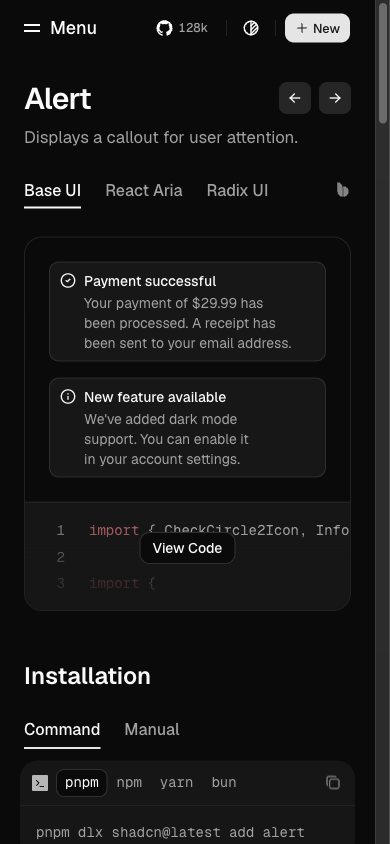 Menu
128k
New
Alert
Displays a callout for user attention.
Base UI
React Aria
Radix UI
Payment successful
Your payment of $29.99 has
been processed. A receipt has
been sent to your email address.
New feature available
We've added dark mode
support. You can enable it
in your account settings.
1 import { CheckCircle2Icon, Info
View Code
2
3 import {
Installation
Command
Manual
pnpm
npm
yarn
bun
pnpm dlx shadcn@latest add alert